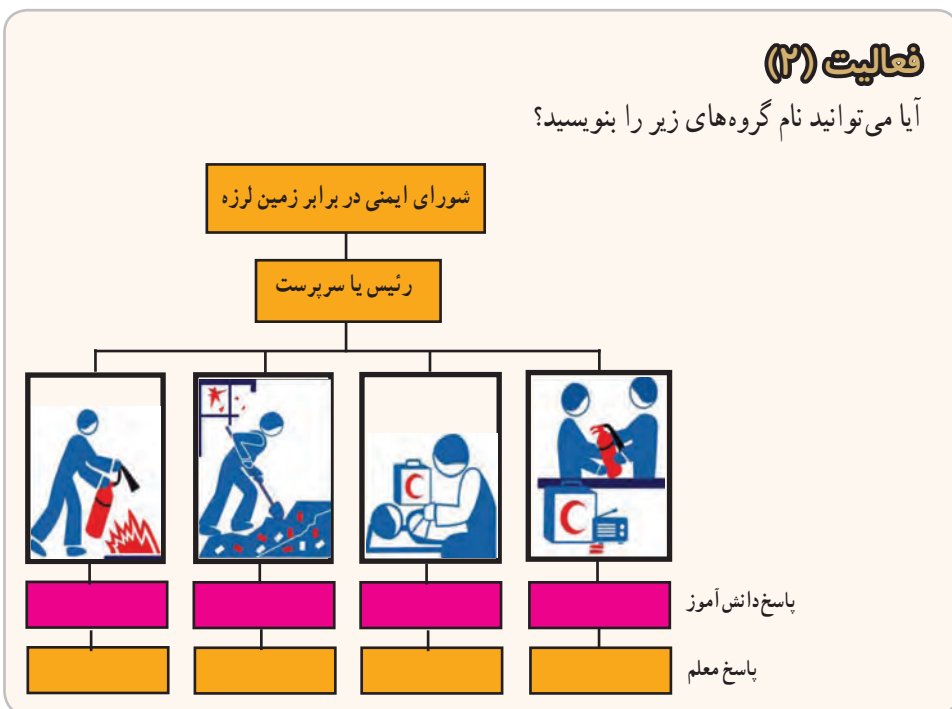 فعالیت (۲)
آیا می‌توانید نام گروه‌های زیر را بنویسید؟
شورای ایمنی در برابر زمین لرزه
رئیس یا سرپرست
پاسخ دانش آموز
پاسخ معلم